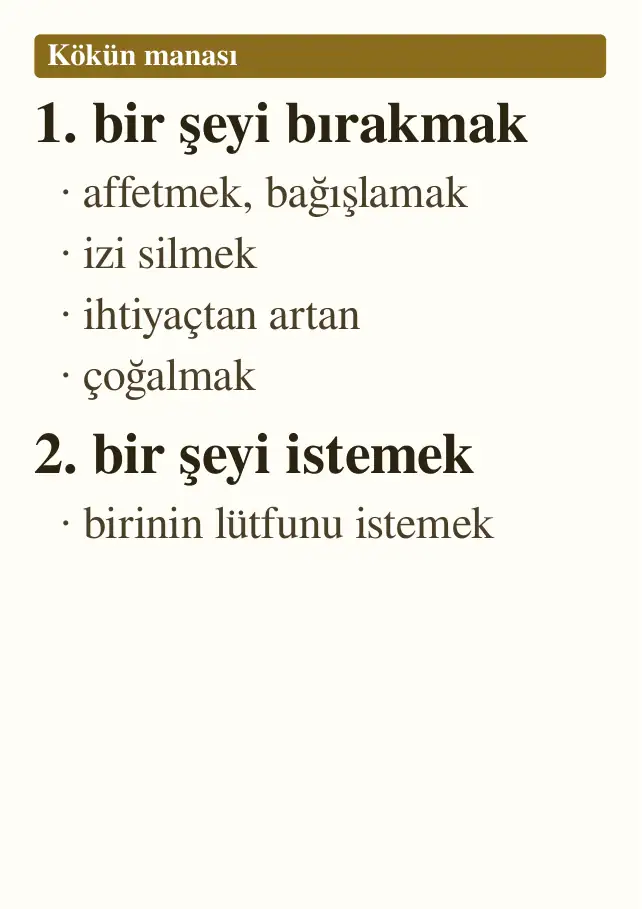 Kökün manası
1. bir şeyi bırakmak
· affetmek, bağışlamak
· izi silmek
· ihtiyaçtan artan
· çoğalmak
2. bir şeyi istemek
· birinin lütfunu istemek